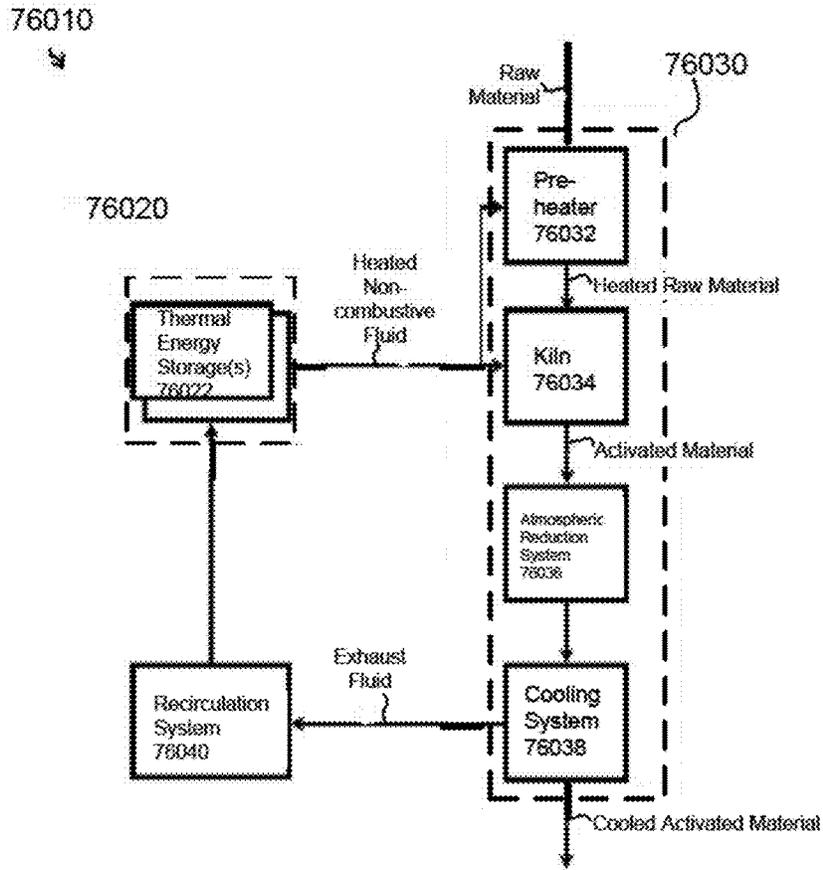 76010
Raw
Material
76030
Pre-
heater
76032
76020
Heated
Non-
combustive
Fluid
Heated Raw Material
Thermal
Energy
Storage(s)
76022
Kiln
76034
Activated Material
Atmospheric
Reduction
System
76036
Exhaust
Fluid
Recirculation
System
76040
Cooling
System
76038
Cooled Activated Material